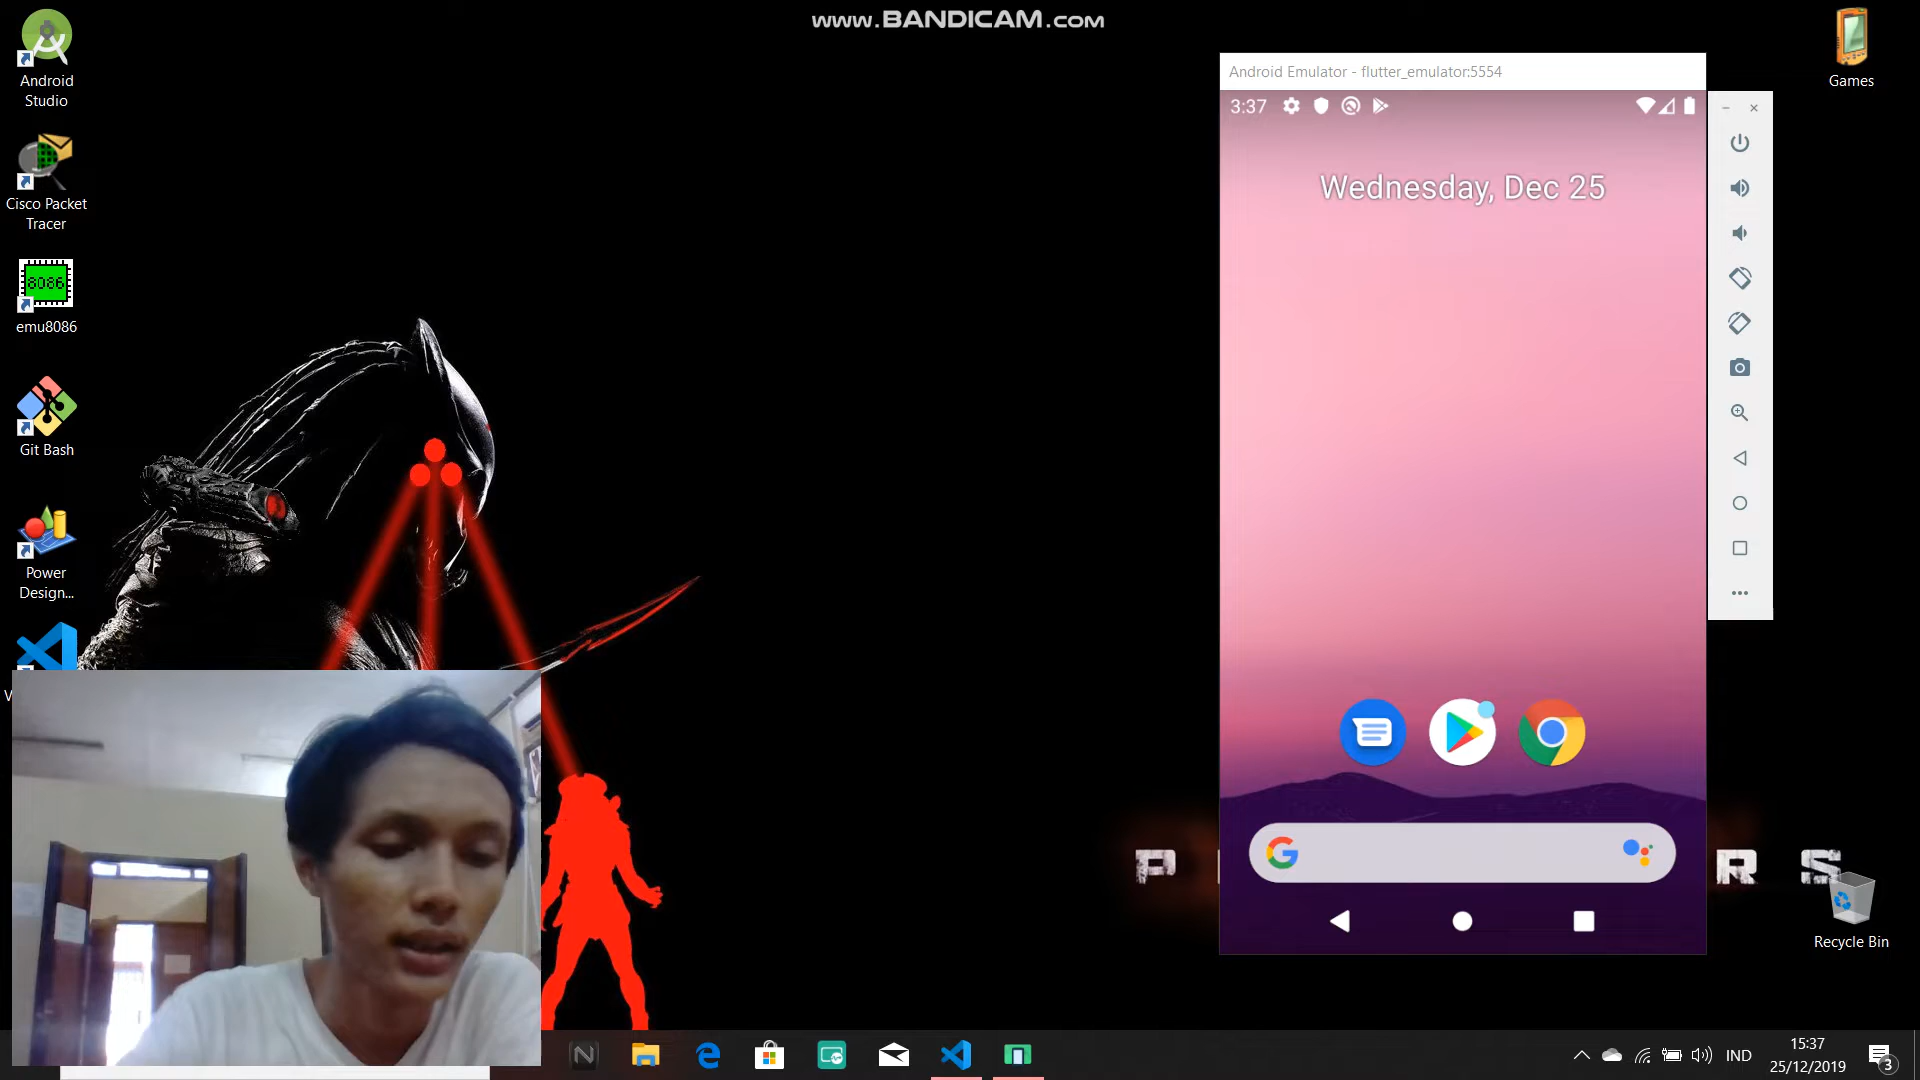 www.BANDICAM.com
Android
Studio
Cisco Packet
Tracer
8086
emu8086
Git Bash
Power
Design...
Games
Android Emulator - flutter_emulator:5554
3:37
Wednesday, Dec 25
P
R S
Recycle Bin
N
IND
15:37
25/12/2019
3